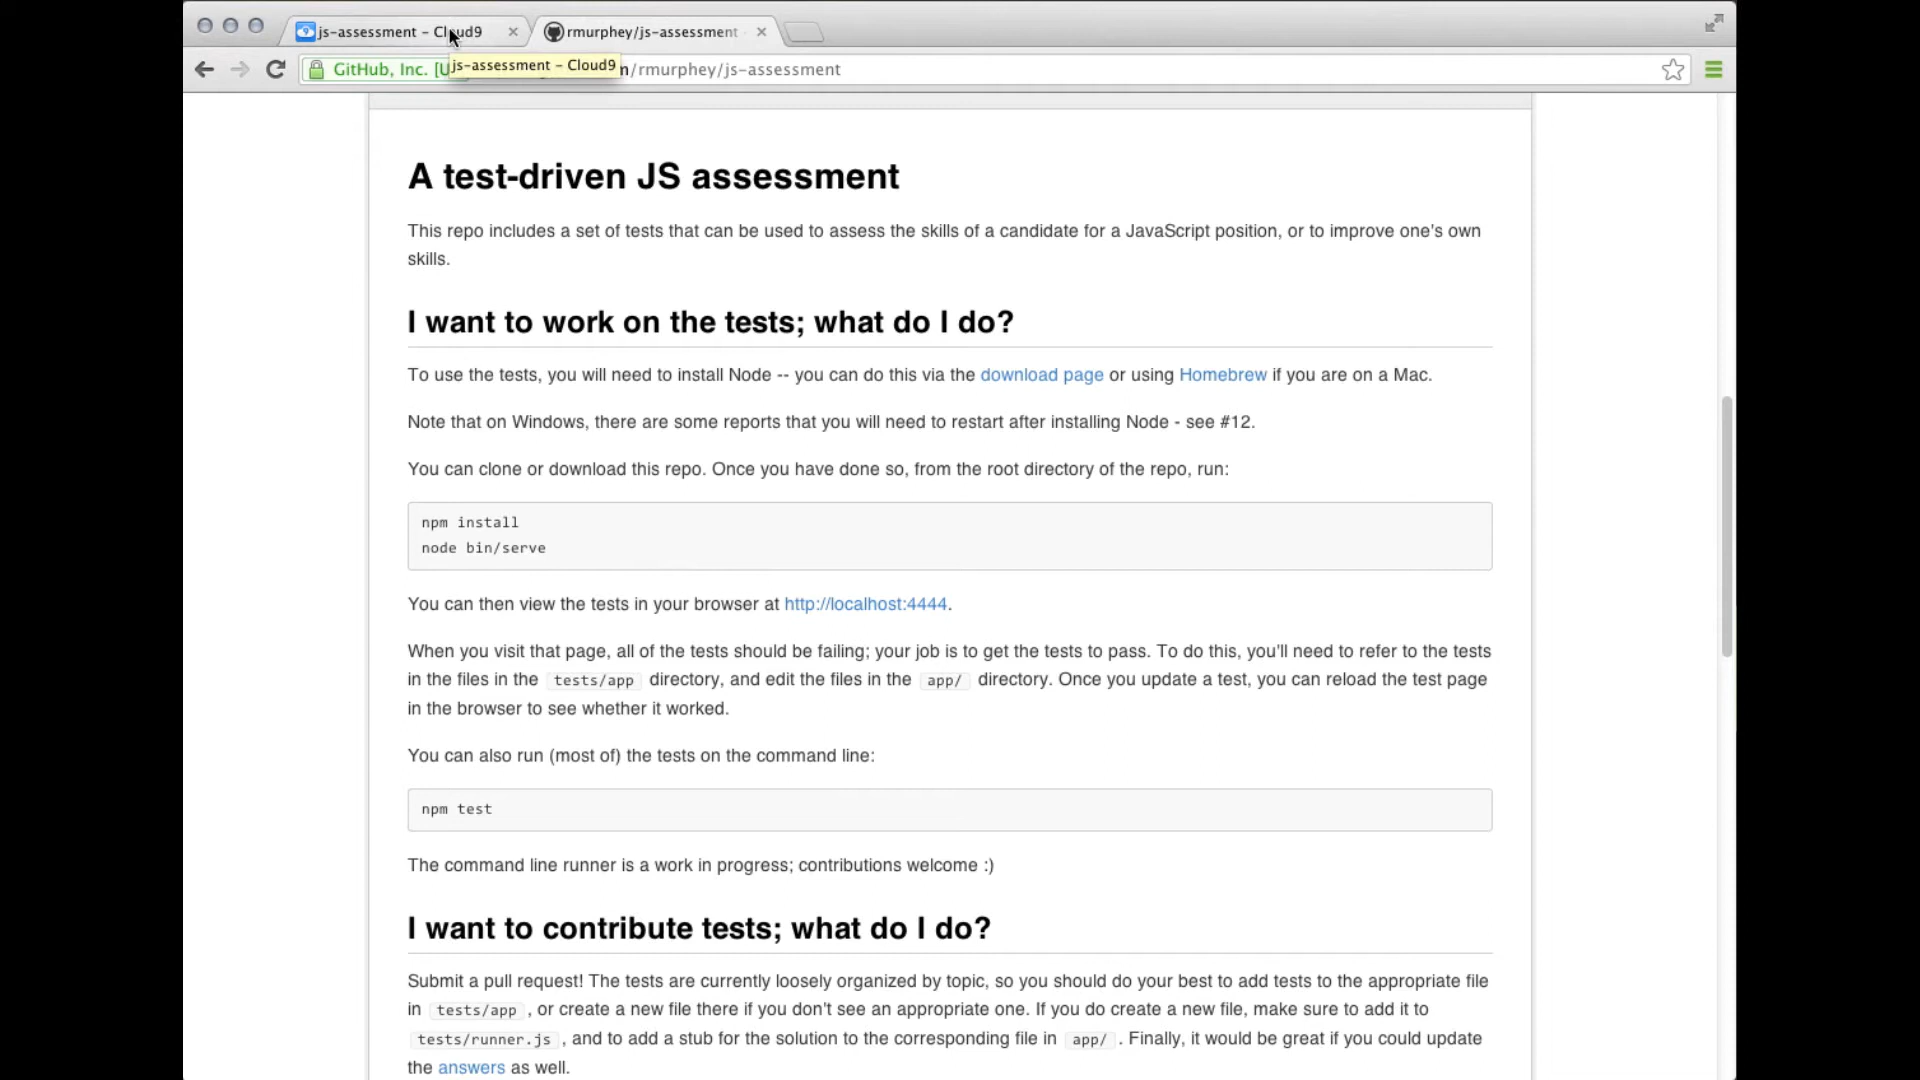 js-assessment – Cloud9
rmurphey/js-assessment
GitHub, Inc. [U
js-assessment – Cloud9
/rmurphey/js-assessment
A test-driven JS assessment
This repo includes a set of tests that can be used to assess the skills of a candidate for a JavaScript position, or to improve one's own
skills.
I want to work on the tests; what do I do?
To use the tests, you will need to install Node -- you can do this via the download page or using Homebrew if you are on a Mac.
Note that on Windows, there are some reports that you will need to restart after installing Node - see #12.
You can clone or download this repo. Once you have done so, from the root directory of the repo, run:
npm install
node bin/serve
You can then view the tests in your browser at http://localhost:4444.
When you visit that page, all of the tests should be failing; your job is to get the tests to pass. To do this, you'll need to refer to the tests
in the files in the tests/app directory, and edit the files in the app/ directory. Once you update a test, you can reload the test page
in the browser to see whether it worked.
You can also run (most of) the tests on the command line:
npm test
The command line runner is a work in progress; contributions welcome :)
I want to contribute tests; what do I do?
Submit a pull request! The tests are currently loosely organized by topic, so you should do your best to add tests to the appropriate file
in tests/app , or create a new file there if you don't see an appropriate one. If you do create a new file, make sure to add it to
tests/runner.js , and to add a stub for the solution to the corresponding file in app/ . Finally, it would be great if you could update
the answers as well.